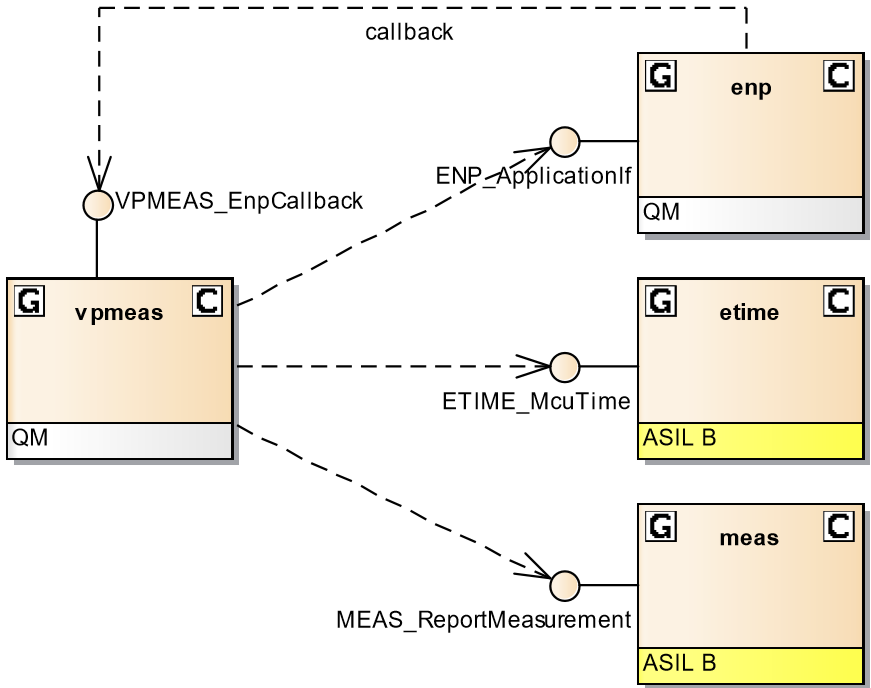 callback
G
enp
C
ENP_ApplicationIf
QM
VPMEAS_EnpCallback
G
vpmeas
C
QM
G
etime
C
ETIME_McuTime
ASIL B
G
meas
C
MEAS_ReportMeasurement
ASIL B